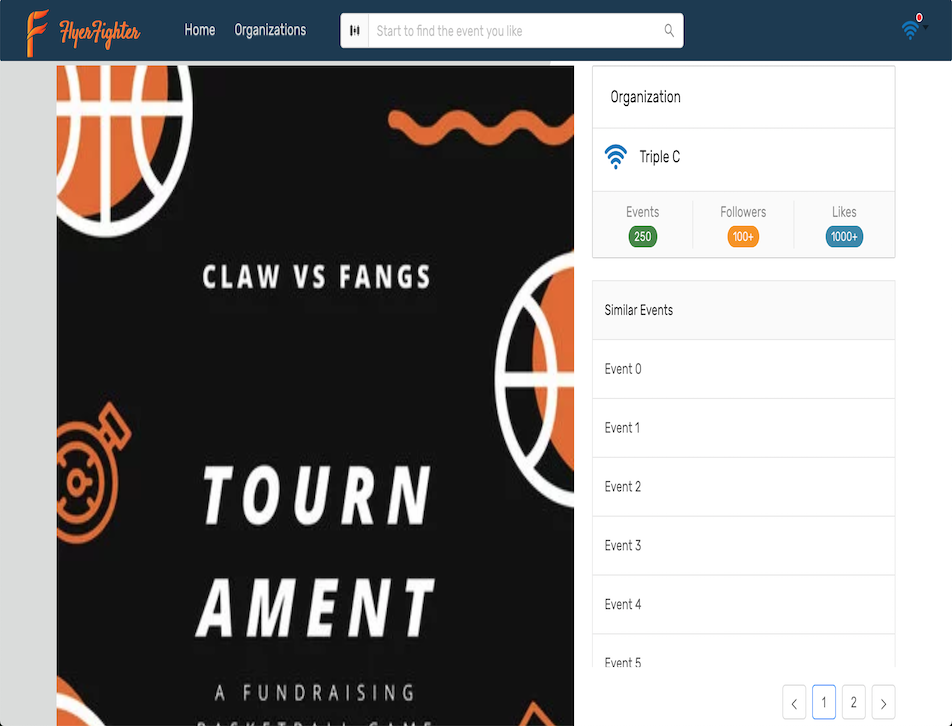 FlyerFighter
Home
Organizations
Start to find the event you like
CLAW VS FANGS
TOURN
AMENT
A FUNDRAISING
BASKETBALL GAME
Organization
Triple C
Events
Followers
Likes
250
100+
1000+
Similar Events
Event 0
Event 1
Event 2
Event 3
Event 4
Event 5
1
2